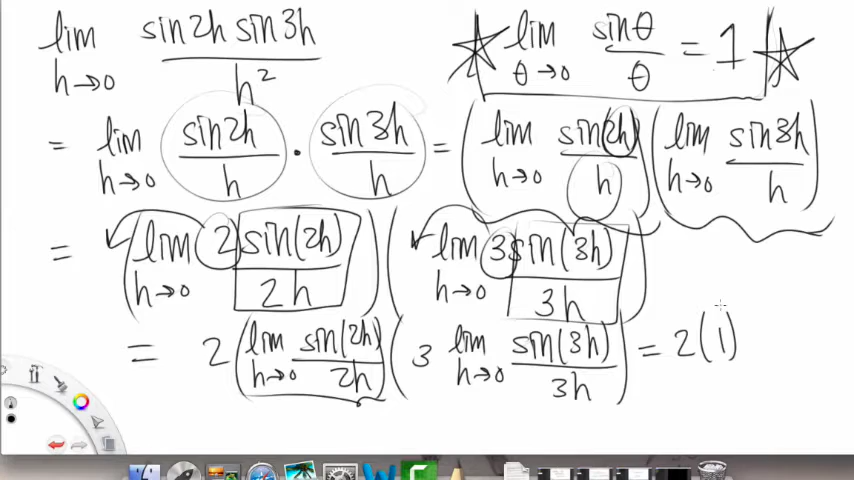 lim h→0 sin2h sin3h / h² ★ lim θ→0 sinθ / θ = 1 ★
= lim h→0 sin2h / h · sin3h / h = (lim h→0 sin(2h) / h) (lim h→0 sin3h / h)
= (lim h→0 2 sin(2h) / 2h) (lim h→0 3 sin(3h) / 3h)
= 2 (lim h→0 sin(2h) / 2h) (3 lim h→0 sin(3h) / 3h) = 2(1)